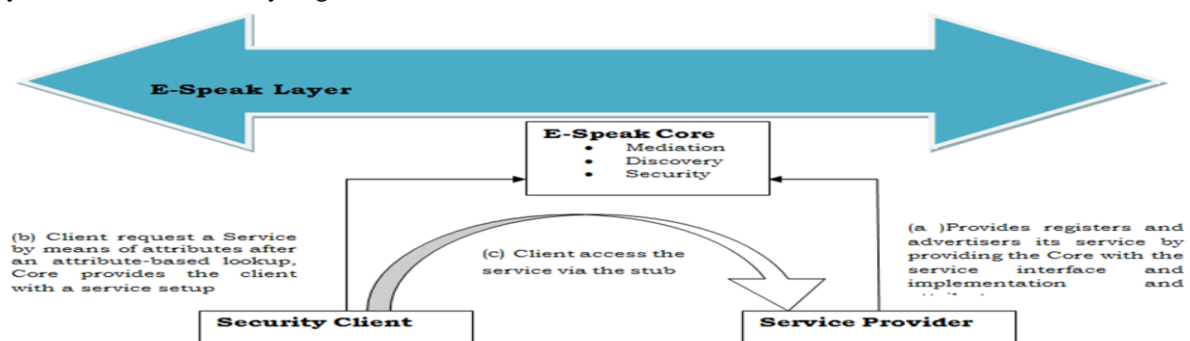 E-Speak Layer
E-Speak Core
• Mediation
• Discovery
• Security
(b) Client request a Service
by means of attributes after
an attribute-based lookup,
Core provides the client
with a service setup
(c) Client access the
service via the stub
(a )Provides registers and
advertisers its service by
providing the Core with the
service interface and
implementation and
Security Client
Service Provider